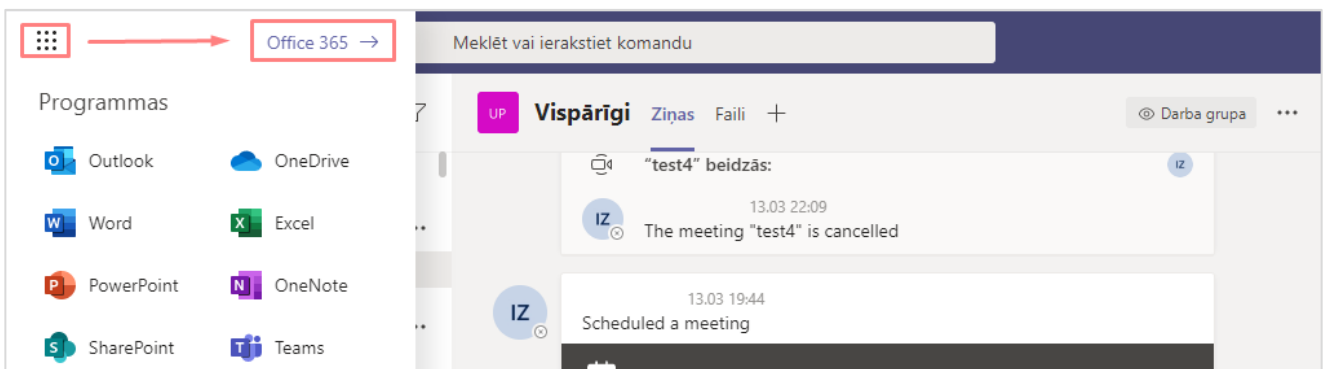 Office 365 →
Meklēt vai ierakstiet komandu
Programmas
Outlook
OneDrive
Word
Excel
PowerPoint
OneNote
SharePoint
Teams
UP
Vispārīgi Ziņas Faili +
Darba grupa
"test4" beidzās:
IZ
13.03 22:09
IZ
The meeting "test4" is cancelled
13.03 19:44
IZ
Scheduled a meeting